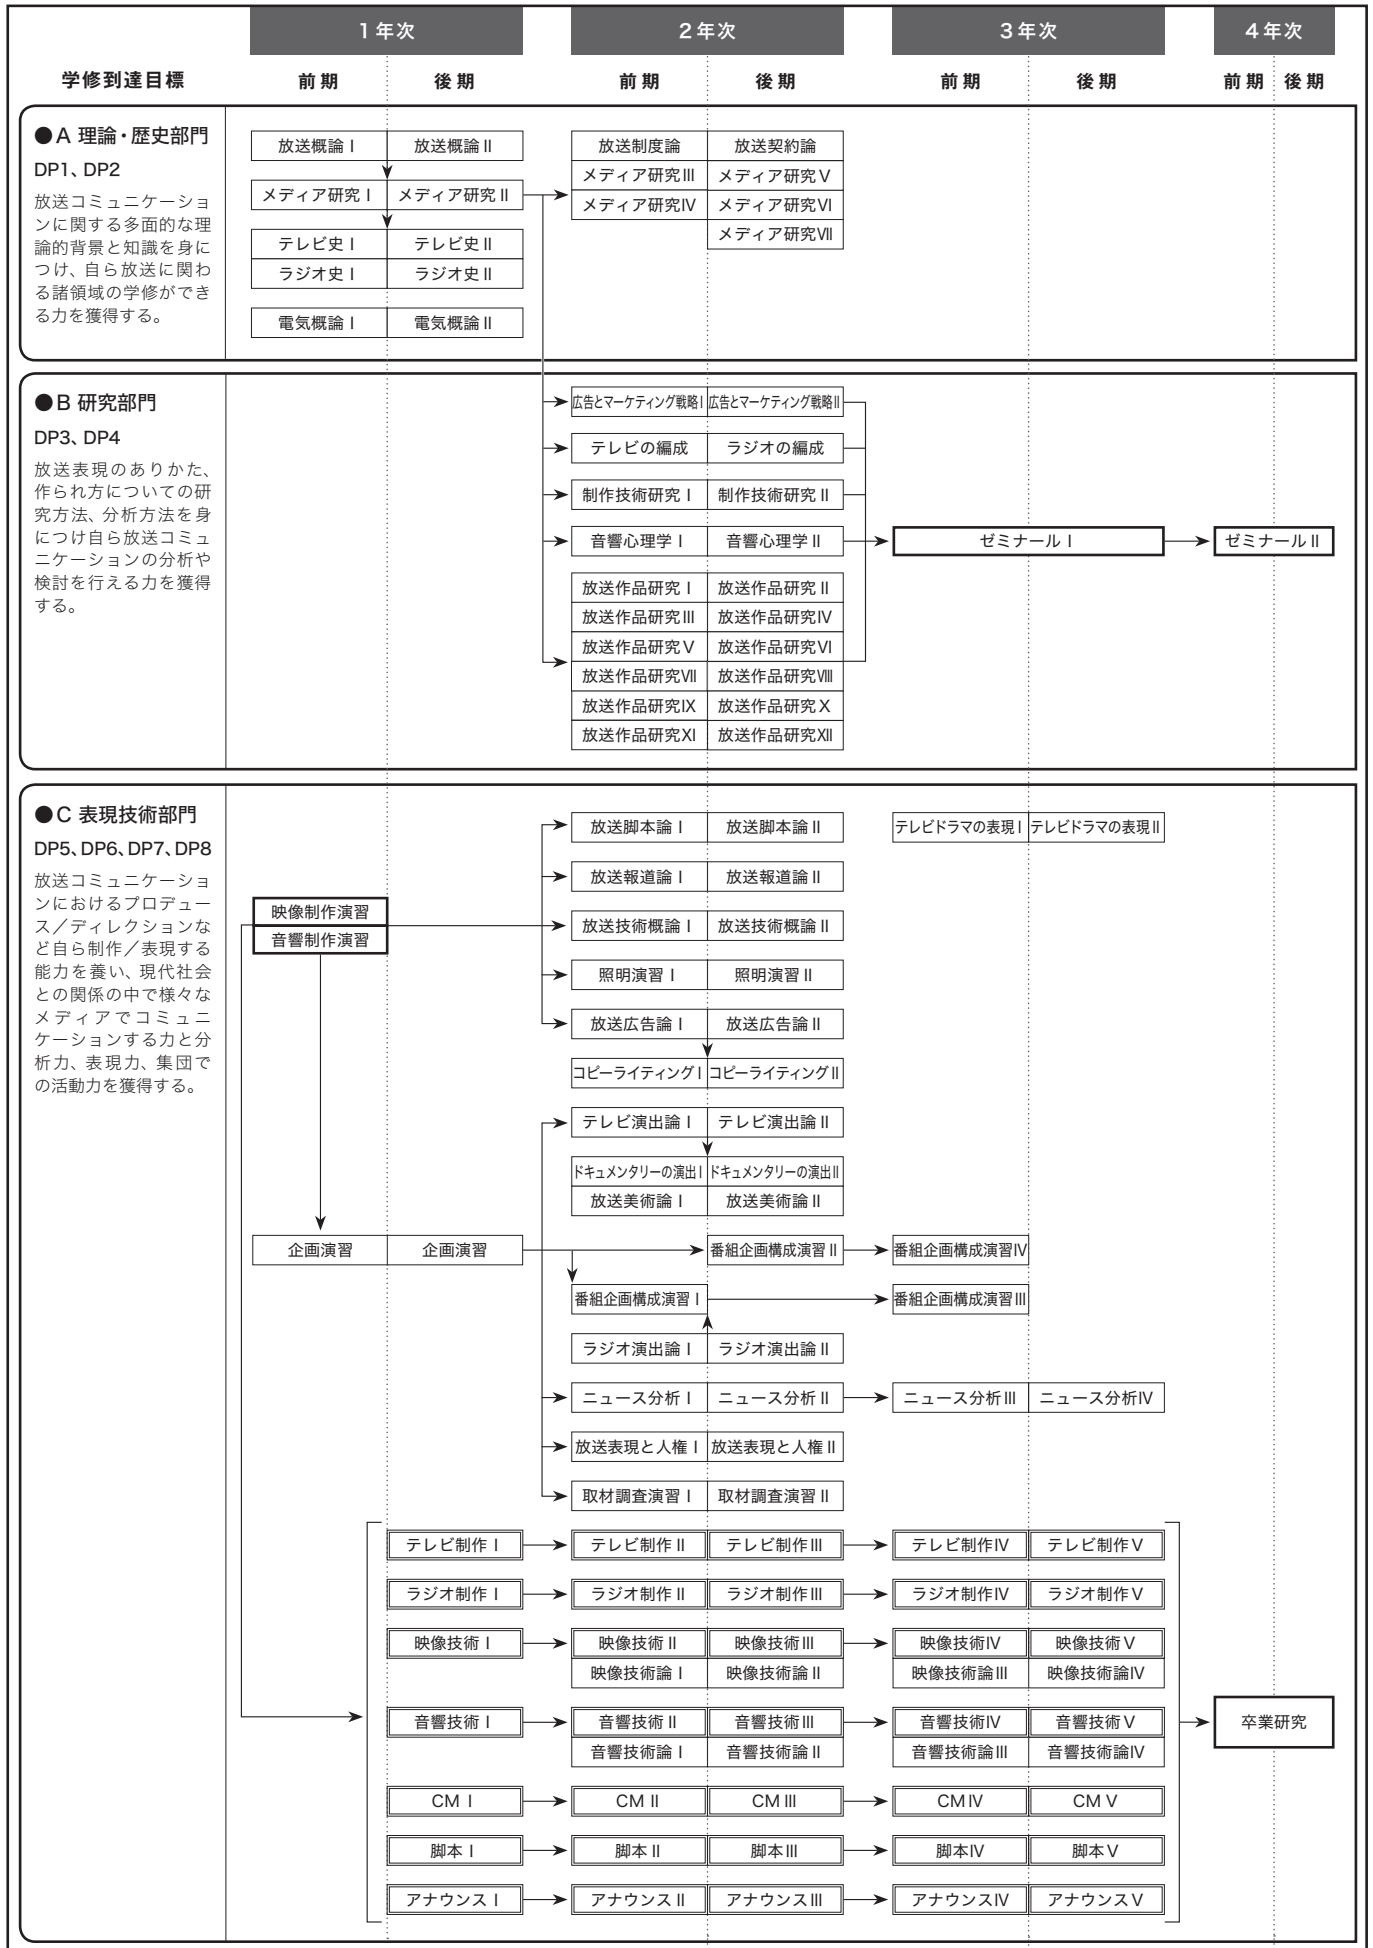 1年次 2年次 3年次 4年次
学修到達目標 前期 後期 前期 後期 前期 後期 前期 後期
●A 理論・歴史部門
DP1、DP2
放送コミュニケーショ
ンに関する多面的な理
論的背景と知識を身に
つけ、自ら放送に関わ
る諸領域の学修ができ
る力を獲得する。
放送概論Ⅰ 放送概論Ⅱ 放送制度論 放送契約論
メディア研究Ⅲ メディア研究Ⅴ
メディア研究Ⅰ メディア研究Ⅱ
メディア研究Ⅳ メディア研究Ⅵ
メディア研究Ⅶ
テレビ史Ⅰ テレビ史Ⅱ
ラジオ史Ⅰ ラジオ史Ⅱ
電気概論Ⅰ 電気概論Ⅱ
●B 研究部門
DP3、DP4
放送表現のありかた、
作られ方についての研
究方法、分析方法を身
につけ自ら放送コミュ
ニケーションの分析や
検討を行える力を獲得
する。
広告とマーケティング戦略Ⅰ 広告とマーケティング戦略Ⅱ
テレビの編成 ラジオの編成
制作技術研究Ⅰ 制作技術研究Ⅱ
音響心理学Ⅰ 音響心理学Ⅱ ゼミナールⅠ ゼミナールⅡ
放送作品研究Ⅰ 放送作品研究Ⅱ
放送作品研究Ⅲ 放送作品研究Ⅳ
放送作品研究Ⅴ 放送作品研究Ⅵ
放送作品研究Ⅶ 放送作品研究Ⅷ
放送作品研究Ⅸ 放送作品研究Ⅹ
放送作品研究Ⅺ 放送作品研究Ⅻ
●C 表現技術部門
DP5、DP6、DP7、DP8
放送コミュニケーショ
ンにおけるプロデュー
ス／ディレクションな
ど自ら制作／表現する
能力を養い、現代社会
との関係の中で様々な
メディアでコミュニ
ケーションする力と分
析力、表現力、集団で
の活動力を獲得する。
放送脚本論Ⅰ 放送脚本論Ⅱ テレビドラマの表現Ⅰ テレビドラマの表現Ⅱ
放送報道論Ⅰ 放送報道論Ⅱ
映像制作演習
音響制作演習
放送技術概論Ⅰ 放送技術概論Ⅱ
照明演習Ⅰ 照明演習Ⅱ
放送広告論Ⅰ 放送広告論Ⅱ
コピーライティングⅠ コピーライティングⅡ
テレビ演出論Ⅰ テレビ演出論Ⅱ
ドキュメンタリーの演出Ⅰ ドキュメンタリーの演出Ⅱ
放送美術論Ⅰ 放送美術論Ⅱ
企画演習 企画演習 番組企画構成演習Ⅱ 番組企画構成演習Ⅳ
番組企画構成演習Ⅰ 番組企画構成演習Ⅲ
ラジオ演出論Ⅰ ラジオ演出論Ⅱ
ニュース分析Ⅰ ニュース分析Ⅱ ニュース分析Ⅲ ニュース分析Ⅳ
放送表現と人権Ⅰ 放送表現と人権Ⅱ
取材調査演習Ⅰ 取材調査演習Ⅱ
テレビ制作Ⅰ テレビ制作Ⅱ テレビ制作Ⅲ テレビ制作Ⅳ テレビ制作Ⅴ
ラジオ制作Ⅰ ラジオ制作Ⅱ ラジオ制作Ⅲ ラジオ制作Ⅳ ラジオ制作Ⅴ
映像技術Ⅰ 映像技術Ⅱ 映像技術Ⅲ 映像技術Ⅳ 映像技術Ⅴ
映像技術論Ⅰ 映像技術論Ⅱ 映像技術論Ⅲ 映像技術論Ⅳ
音響技術Ⅰ 音響技術Ⅱ 音響技術Ⅲ 音響技術Ⅳ 音響技術Ⅴ 卒業研究
音響技術論Ⅰ 音響技術論Ⅱ 音響技術論Ⅲ 音響技術論Ⅳ
CMⅠ CMⅡ CMⅢ CMⅣ CMⅤ
脚本Ⅰ 脚本Ⅱ 脚本Ⅲ 脚本Ⅳ 脚本Ⅴ
アナウンスⅠ アナウンスⅡ アナウンスⅢ アナウンスⅣ アナウンスⅤ